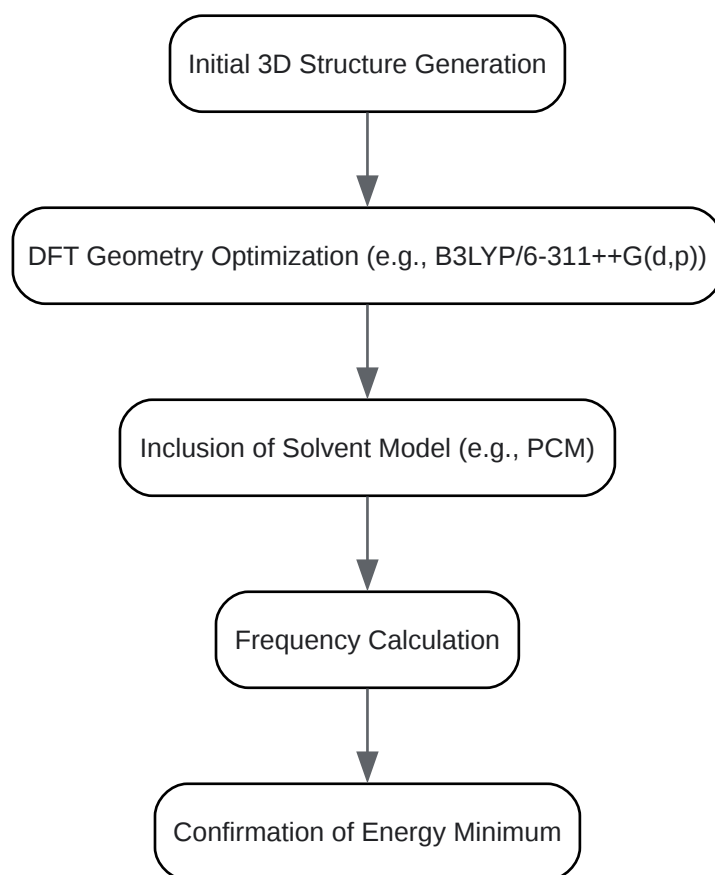 Initial 3D Structure Generation
DFT Geometry Optimization (e.g., B3LYP/6-311++G(d,p))
Inclusion of Solvent Model (e.g., PCM)
Frequency Calculation
Confirmation of Energy Minimum